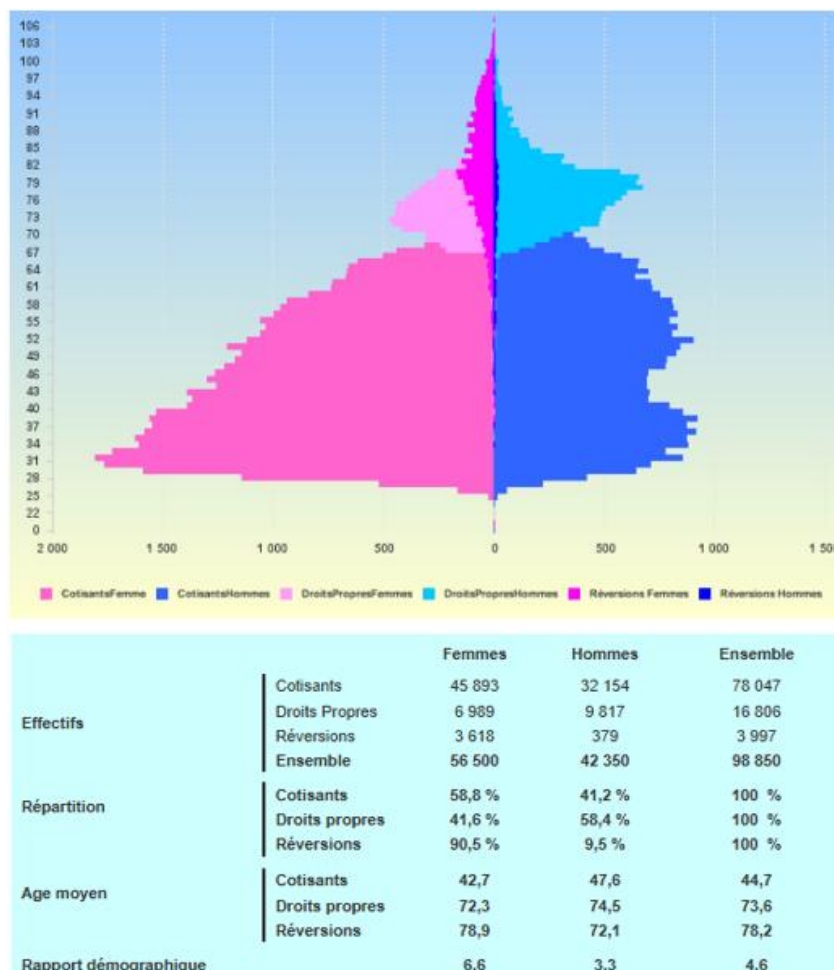 106
103
100
97
94
91
88
85
82
79
76
73
70
67
64
61
58
55
52
49
46
43
40
37
34
31
28
25
22
0
2 000 1 500 1 000 500 0 500 1 000 1 50
CotisantsFemme CotisantsHommes DroitsPropresFemmes DroitsPropresHommes Réversions Femmes Réversions Hommes
Femmes Hommes Ensemble
Effectifs
Cotisants 45 893 32 154 78 047
Droits Propres 6 989 9 817 16 806
Réversions 3 618 379 3 997
Ensemble 56 500 42 350 98 850
Répartition
Cotisants 58,8 % 41,2 % 100 %
Droits propres 41,6 % 58,4 % 100 %
Réversions 90,5 % 9,5 % 100 %
Age moyen
Cotisants 42,7 47,6 44,7
Droits propres 72,3 74,5 73,6
Réversions 78,9 72,1 78,2
Rapport démographique 6,6 3,3 4,6